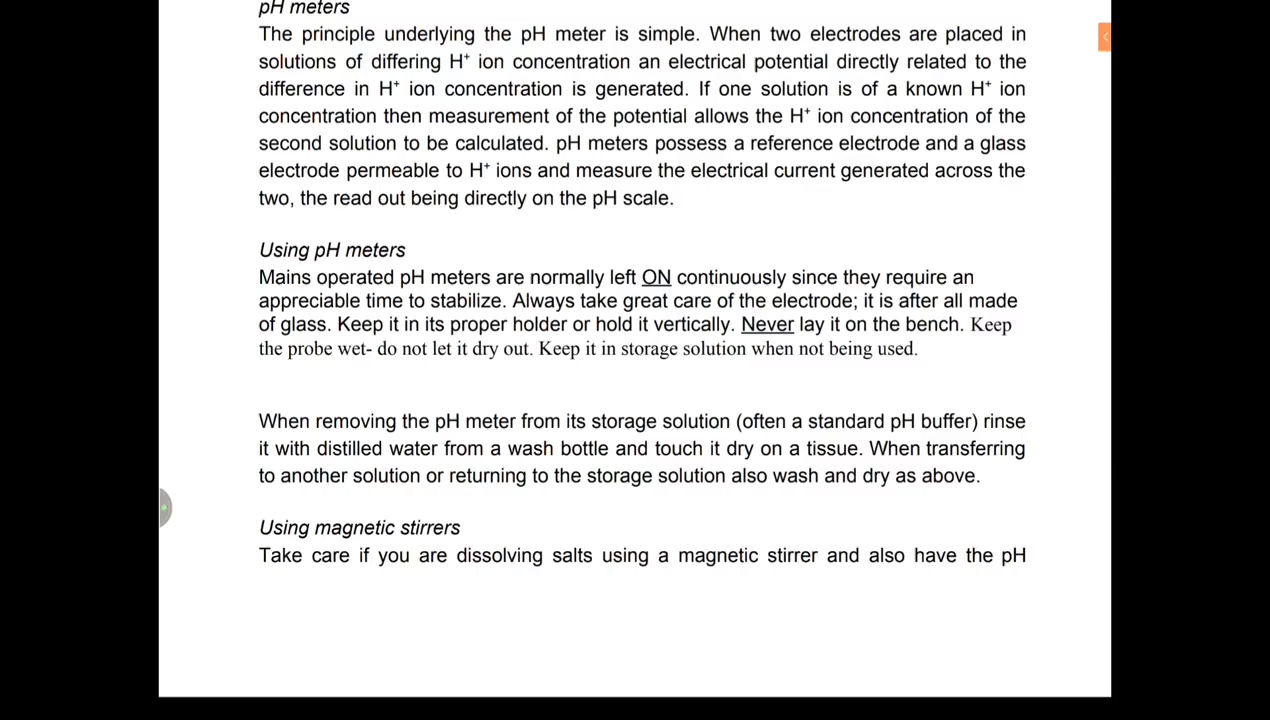 pH meters
The principle underlying the pH meter is simple. When two electrodes are placed in
solutions of differing H⁺ ion concentration an electrical potential directly related to the
difference in H⁺ ion concentration is generated. If one solution is of a known H⁺ ion
concentration then measurement of the potential allows the H⁺ ion concentration of the
second solution to be calculated. pH meters possess a reference electrode and a glass
electrode permeable to H⁺ ions and measure the electrical current generated across the
two, the read out being directly on the pH scale.
Using pH meters
Mains operated pH meters are normally left ON continuously since they require an
appreciable time to stabilize. Always take great care of the electrode; it is after all made
of glass. Keep it in its proper holder or hold it vertically. Never lay it on the bench. Keep
the probe wet- do not let it dry out. Keep it in storage solution when not being used.
When removing the pH meter from its storage solution (often a standard pH buffer) rinse
it with distilled water from a wash bottle and touch it dry on a tissue. When transferring
to another solution or returning to the storage solution also wash and dry as above.
Using magnetic stirrers
Take care if you are dissolving salts using a magnetic stirrer and also have the pH